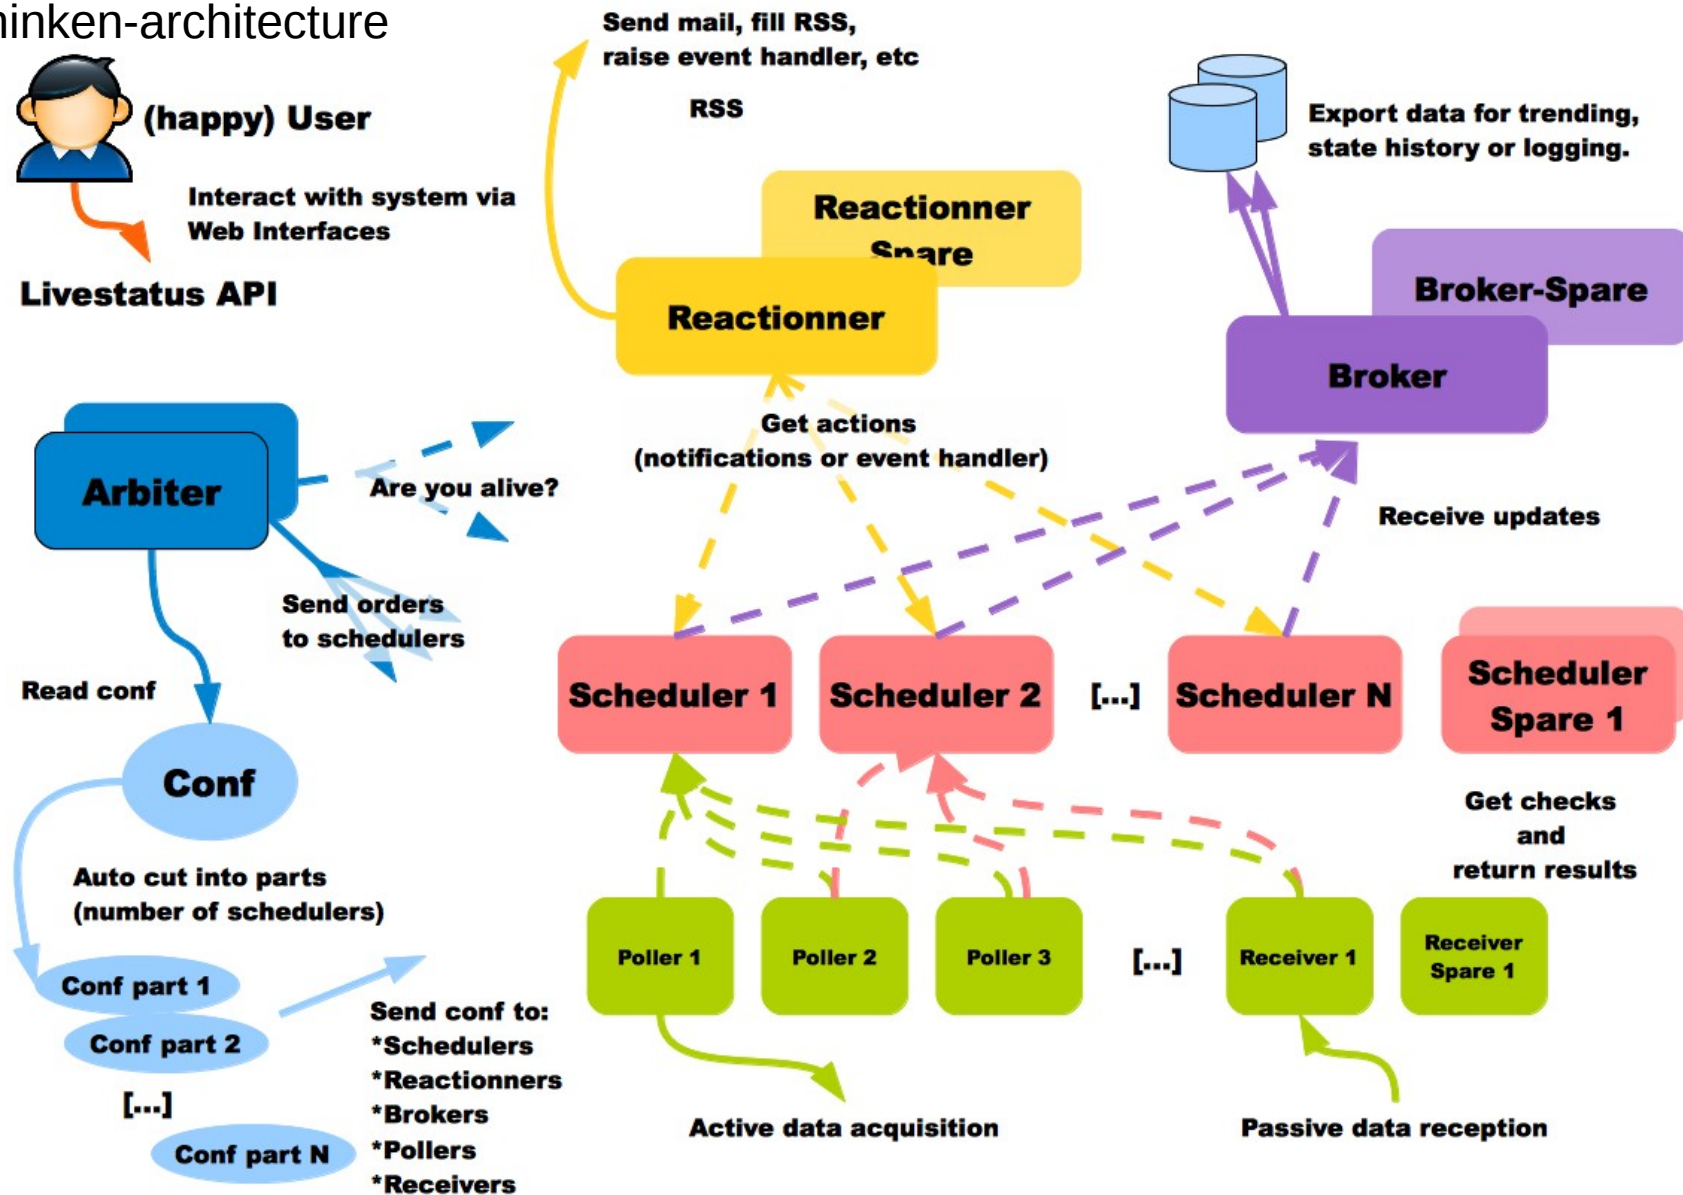 hinken-architecture
Send mail, fill RSS,
raise event handler, etc
RSS
(happy) User
Interact with system via
Web Interfaces
Livestatus API
Export data for trending,
state history or logging.
Reactionner
Spare
Reactionner
Broker-Spare
Broker
Get actions
(notifications or event handler)
Arbiter
Are you alive?
Receive updates
Send orders
to schedulers
Read conf
Scheduler 1
Scheduler 2
[...]
Scheduler N
Scheduler
Spare 1
Conf
Get checks
and
return results
Auto cut into parts
(number of schedulers)
Poller 1
Poller 2
Poller 3
[...]
Receiver 1
Receiver
Spare 1
Conf part 1
Conf part 2
[...]
Conf part N
Send conf to:
*Schedulers
*Reactionners
*Brokers
*Pollers
*Receivers
Active data acquisition
Passive data reception